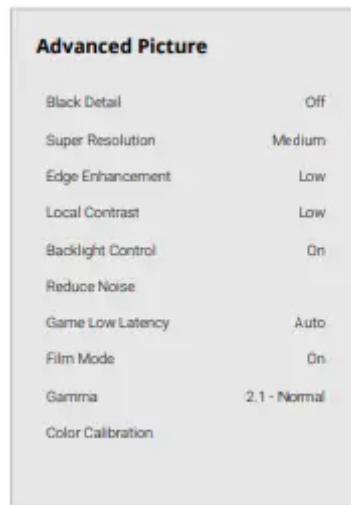 Advanced Picture
Black Detail Off
Super Resolution Medium
Edge Enhancement Low
Local Contrast Low
Backlight Control On
Reduce Noise
Game Low Latency Auto
Film Mode On
Gamma 2.1 - Normal
Color Calibration